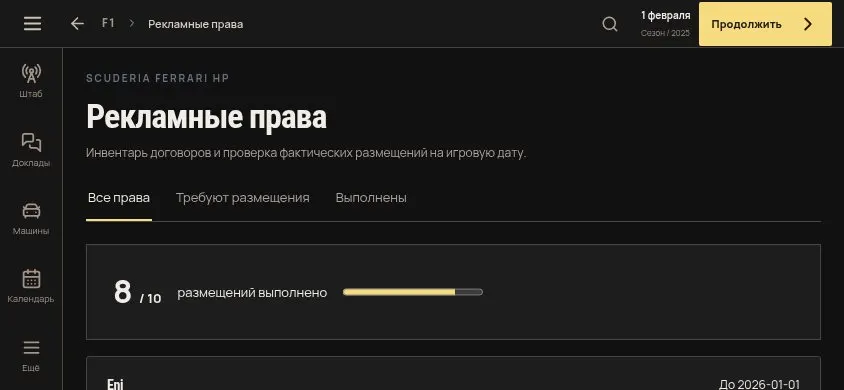 F1 > Рекламные права
1 февраля
Сезон / 2025
Продолжить
Штаб
Доклады
Машины
Календарь
Ещё
SCUDERIA FERRARI HP
Рекламные права
Инвентарь договоров и проверка фактических размещений на игровую дату.
Все права Требуют размещения Выполнены
8 / 10 размещений выполнено
Eni До 2026-01-01